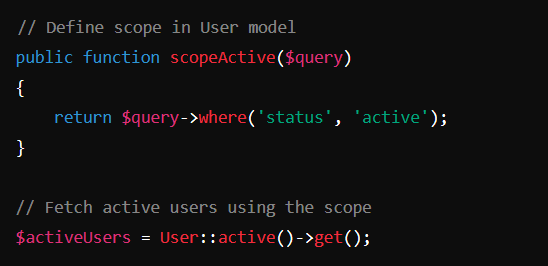 // Define scope in User model
public function scopeActive($query)
{
    return $query->where('status', 'active');
}
// Fetch active users using the scope
$activeUsers = User::active()->get();